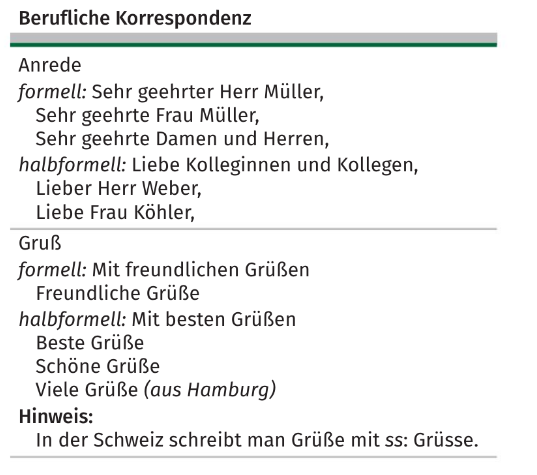 Berufliche Korrespondenz
Anrede
formell: Sehr geehrter Herr Müller,
Sehr geehrte Frau Müller,
Sehr geehrte Damen und Herren,
halbformell: Liebe Kolleginnen und Kollegen,
Lieber Herr Weber,
Liebe Frau Köhler,
Gruß
formell: Mit freundlichen Grüßen
Freundliche Grüße
halbformell: Mit besten Grüßen
Beste Grüße
Schöne Grüße
Viele Grüße (aus Hamburg)
Hinweis:
In der Schweiz schreibt man Grüße mit ss: Grüsse.